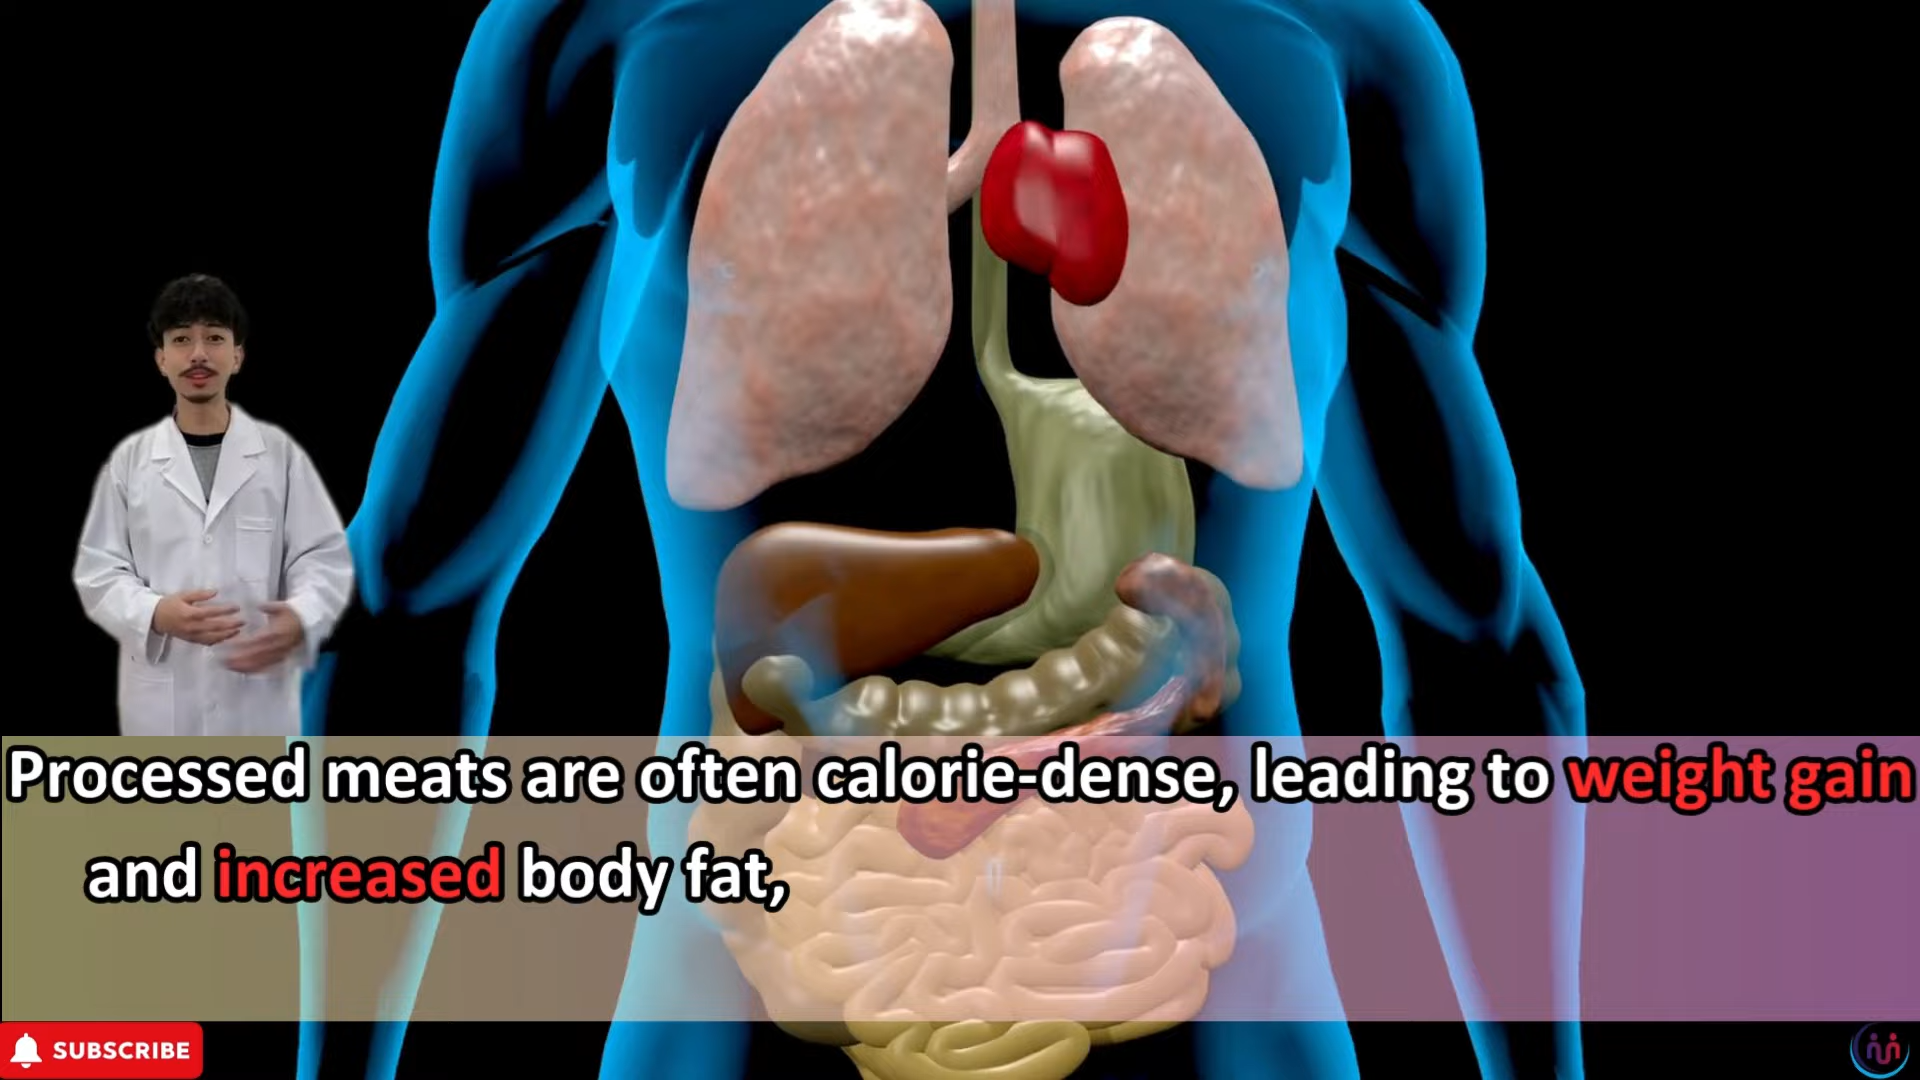 Processed meats are often calorie-dense, leading to weight gain
and increased body fat,
SUBSCRIBE